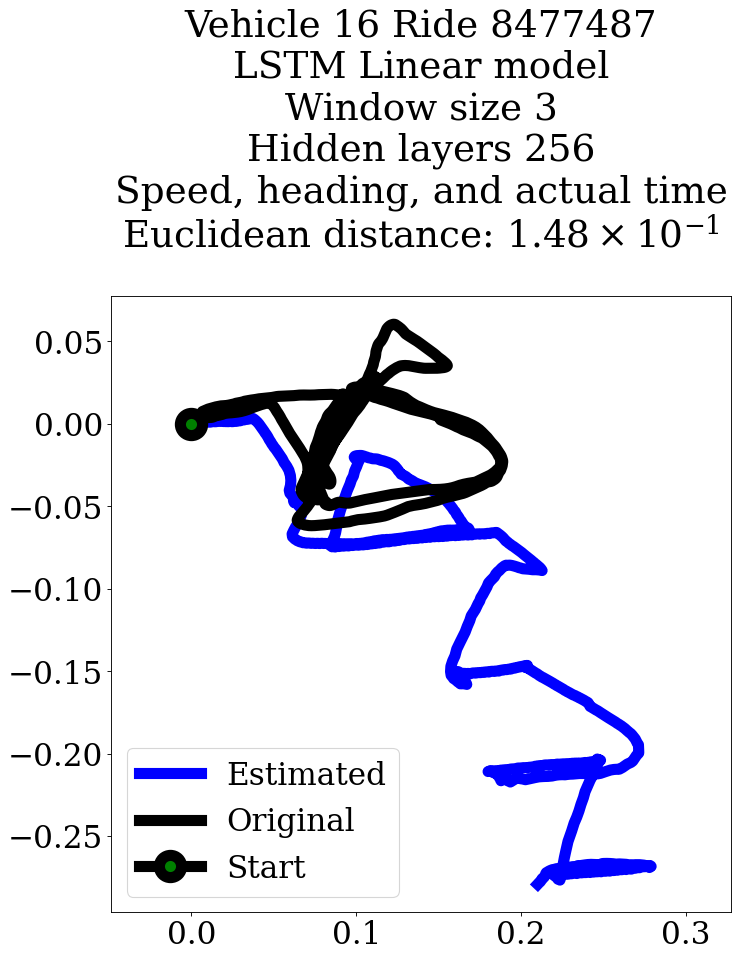 Vehicle 16 Ride 8477487
LSTM Linear model
Window size 3
Hidden layers 256
Speed, heading, and actual time
Euclidean distance: 1.48 × 10⁻¹
0.05
0.00
−0.05
−0.10
−0.15
−0.20
−0.25
Estimated
Original
Start
0.0 0.1 0.2 0.3